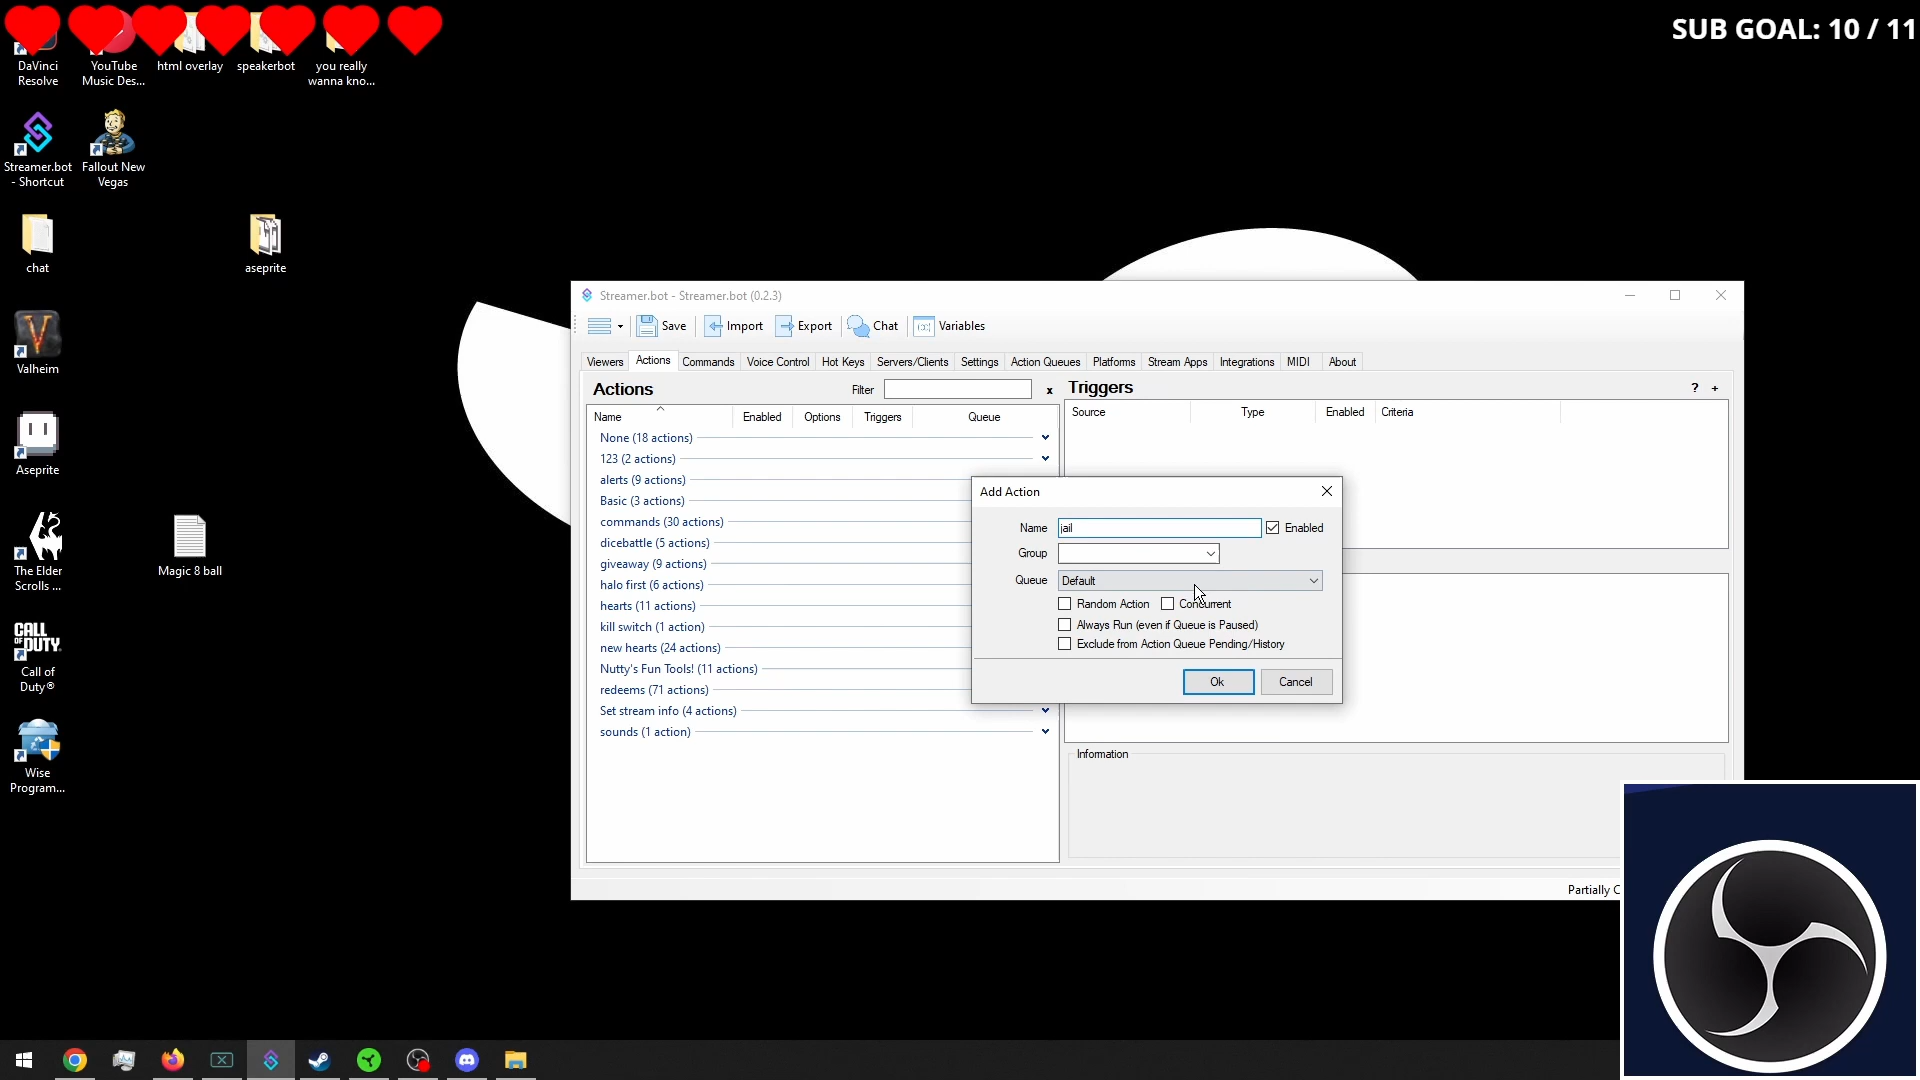 SUB GOAL: 10 / 11
DaVinci
Resolve
YouTube
Music Des...
html overlay
speakerbot
you really
wanna kno...
Streamer.bot
- Shortcut
Fallout New
Vegas
chat
aseprite
Valheim
Aseprite
The Elder
Scrolls ...
Magic 8 ball
CALL OF DUTY
Call of
Duty®
Wise
Program...
Streamer.bot - Streamer.bot (0.2.3)
Save
Import
Export
Chat
Variables
Viewers
Actions
Commands
Voice Control
Hot Keys
Servers/Clients
Settings
Action Queues
Platforms
Stream Apps
Integrations
MIDI
About
Actions
Filter
x
Triggers
?
+
Name
Enabled
Options
Triggers
Queue
Source
Type
Enabled
Criteria
None (18 actions)
123 (2 actions)
alerts (9 actions)
Basic (3 actions)
commands (30 actions)
dicebattle (5 actions)
giveaway (9 actions)
halo first (6 actions)
hearts (11 actions)
kill switch (1 action)
new hearts (24 actions)
Nutty's Fun Tools! (11 actions)
redeems (71 actions)
Set stream info (4 actions)
sounds (1 action)
Add Action
Name
jail
Enabled
Group
Queue
Default
Random Action
Concurrent
Always Run (even if Queue is Paused)
Exclude from Action Queue Pending/History
Ok
Cancel
Information
Partially C